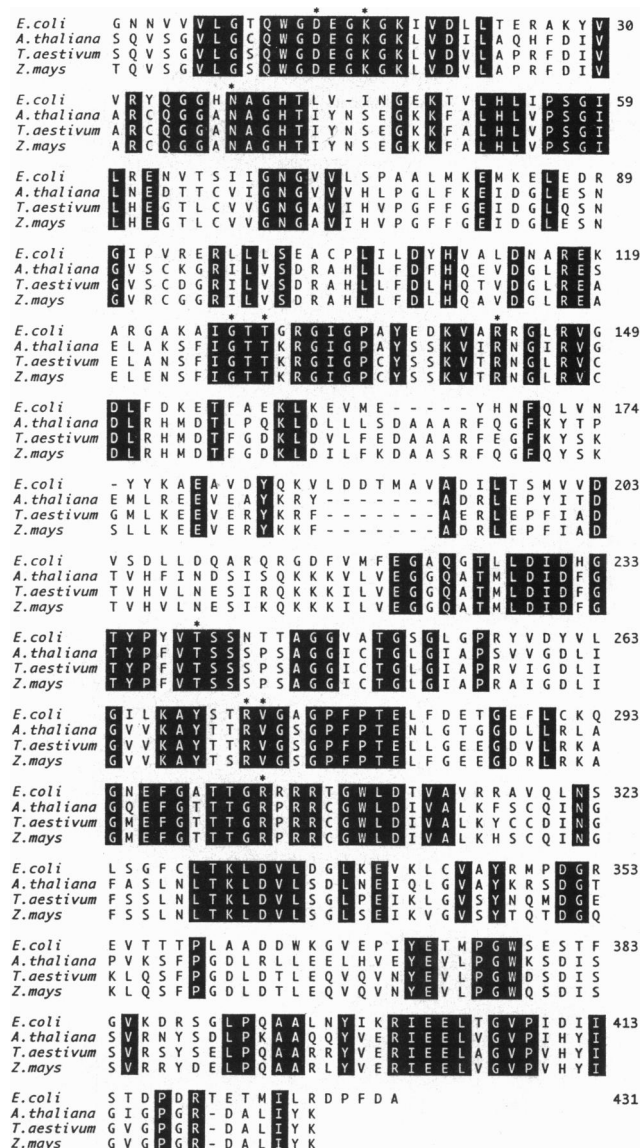 * *
E.coli G N N V V V L G T Q W G D E G K G K I V D L L T E R A K Y V 30
A.thaliana S Q V S G V L G C Q W G D E G K G K L V D I L A Q H F D I V
T.aestivum S Q V S G V L G S Q W G D E G K G K L V D V L A P R F D I V
Z.mays T Q V S G V L G S Q W G D E G K G K L V D V L A P R F D I V
*
E.coli V R Y Q G G H N A G H T L V - I N G E K T V L H L I P S G I 59
A.thaliana A R C Q G G A N A G H T I Y N S E G K K F A L H L V P S G I
T.aestivum A R C Q G G A N A G H T I Y N S E G K K F A L H L V P S G I
Z.mays A R C Q G G A N A G H T I Y N S E G K K F A L H L V P S G I
E.coli L R E N V T S I I G N G V V L S P A A L M K E M K E L E D R 89
A.thaliana L N E D T T C V I G N G V V V H L P G L F K E I D G L E S N
T.aestivum L H E G T L C V V G N G A V I H V P G F F G E I D G L Q S N
Z.mays L H E G T L C V V G N G A V I H V P G F F G E I D G L E S N
E.coli G I P V R E R L L L S E A C P L I L D Y H V A L D N A R E K 119
A.thaliana G V S C K G R I L V S D R A H L L F D F H Q E V D G L R E S
T.aestivum G V S C D G R I L V S D R A H L L F D L H Q T V D G L R E A
Z.mays G V R C G G R I L V S D R A H L L F D L H Q A V D G L R E A
* * *
E.coli A R G A K A I G T T G R G I G P A Y E D K V A R R G L R V G 149
A.thaliana E L A K S F I G T T K R G I G P A Y S S K V I R N G I R V G
T.aestivum E L A N S F I G T T K R G I G P C Y S S K V T R N G L R V C
Z.mays E L E N S F I G T T K R G I G P C Y S S K V T R N G L R V C
E.coli D L F D K E T F A E K L K E V M E - - - - - Y H N F Q L V N 174
A.thaliana D L R H M D T L P Q K L D L L L S D A A A R F Q G F K Y T P
T.aestivum D L R H M D T F G D K L D V L F E D A A A R F E G F K Y S K
Z.mays D L R H M D T F G D K L D I L F K D A A S R F Q G F Q Y S K
E.coli - Y Y K A E A V D Y Q K V L D D T M A V A D I L T S M V V D 203
A.thaliana E M L R E E V E A Y K R Y - - - - - - - A D R L E P Y I T D
T.aestivum G M L K E E V E R Y K R F - - - - - - - A E R L E P F I A D
Z.mays S L L K E E V E R Y K K F - - - - - - - A D R L E P F I A D
E.coli V S D L L D Q A R Q R G D F V M F E G A Q G T L L D I D H G 233
A.thaliana T V H F I N D S I S Q K K K V L V E G G Q A T M L D I D F G
T.aestivum T V H V L N E S I R Q K K K I L V E G G Q A T M L D I D F G
Z.mays T V H V L N E S I K Q K K K I L V E G G Q A T M L D I D F G
*
E.coli T Y P Y V T S S N T T A G G V A T G S G L G P R Y V D Y V L 263
A.thaliana T Y P F V T S S S P S A G G I C T G L G I A P S V V G D L I
T.aestivum T Y P F V T S S S P S A G G I C T G L G I A P R V I G D L I
Z.mays T Y P F V T S S S P S A G G I C T G L G I A P R A I G D L I
* *
E.coli G I L K A Y S T R V G A G P F P T E L F D E T G E F L C K Q 293
A.thaliana G V V K A Y T T R V G S G P F P T E N L G T G G D L L R L A
T.aestivum G V V K A Y T T R V G S G P F P T E L L G E E G D V L R K A
Z.mays G V V K A Y T S R V G S G P F P T E L F G E E G D R L R K A
*
E.coli G N E F G A T T G R R R R T G W L D T V A V R R A V Q L N S 323
A.thaliana G Q E F G T T T G R P R R C G W L D I V A L K F S C Q I N G
T.aestivum G M E F G T T T G R P R R C G W L D I V A L K Y C C D I N G
Z.mays G M E F G T T T G R P R R C G W L D I V A L K H S C Q I N G
E.coli L S G F C L T K L D V L D G L K E V K L C V A Y R M P D G R 353
A.thaliana F A S L N L T K L D V L S D L N E I Q L G V A Y K R S D G T
T.aestivum F S S L N L T K L D V L S G L P E I K L G V S Y N Q M D G E
Z.mays F S S L N L T K L D V L S G L S E I K V G V S Y T Q T D G Q
E.coli E V T T T P L A A D D W K G V E P I Y E T M P G W S E S T F 383
A.thaliana P V K S F P G D L R L L E E L H V E Y E V L P G W K S D I S
T.aestivum K L Q S F P G D L D T L E Q V Q V N Y E V L P G W D S D I S
Z.mays K L Q S F P G D L D T L E Q V Q V N Y E V L P G W Q S D I S
E.coli G V K D R S G L P Q A A L N Y I K R I E E L T G V P I D I I 413
A.thaliana S V R N Y S D L P K A A Q Q Y V E R I E E L V G V P I H Y I
T.aestivum S V R S Y S E L P Q A A R R Y V E R I E E L A G V P V H Y I
Z.mays S V R R Y D E L P Q A A R L Y V E R I E E L V G V P V H Y I
E.coli S T D P D R T E T M I L R D P F D A 431
A.thaliana G I G P G R - D A L I Y K
T.aestivum G V G P G R - D A L I Y K
Z.mays G V G P G R - D A L I Y K